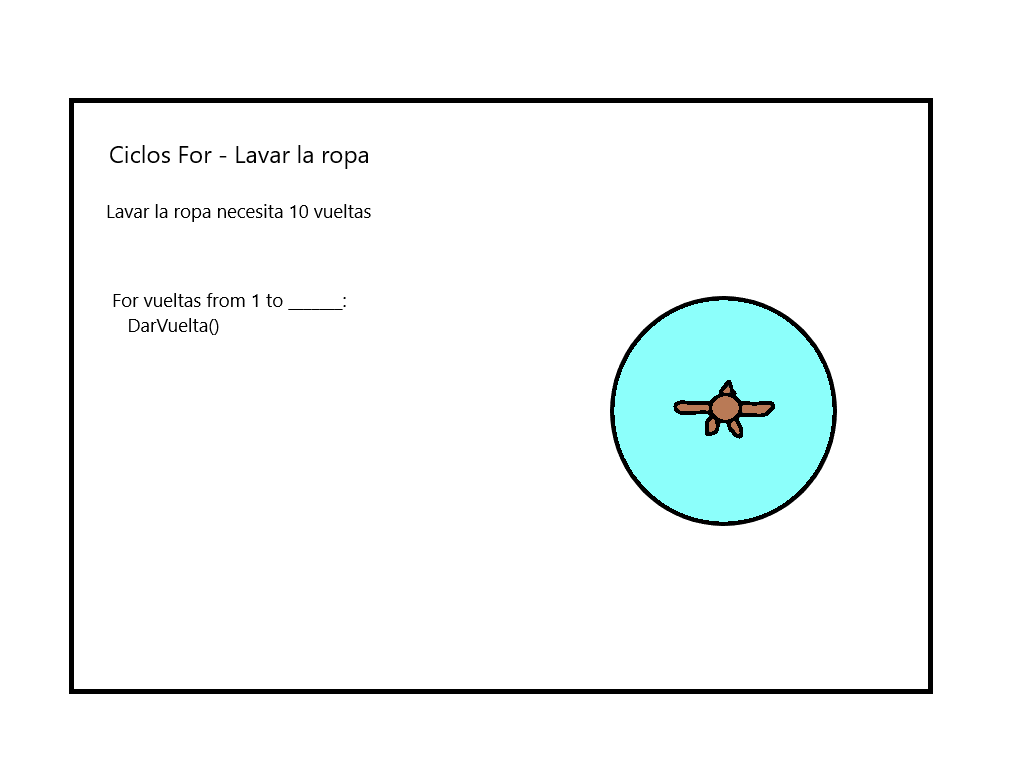 Ciclos For - Lavar la ropa
Lavar la ropa necesita 10 vueltas
For vueltas from 1 to ______:
DarVuelta()